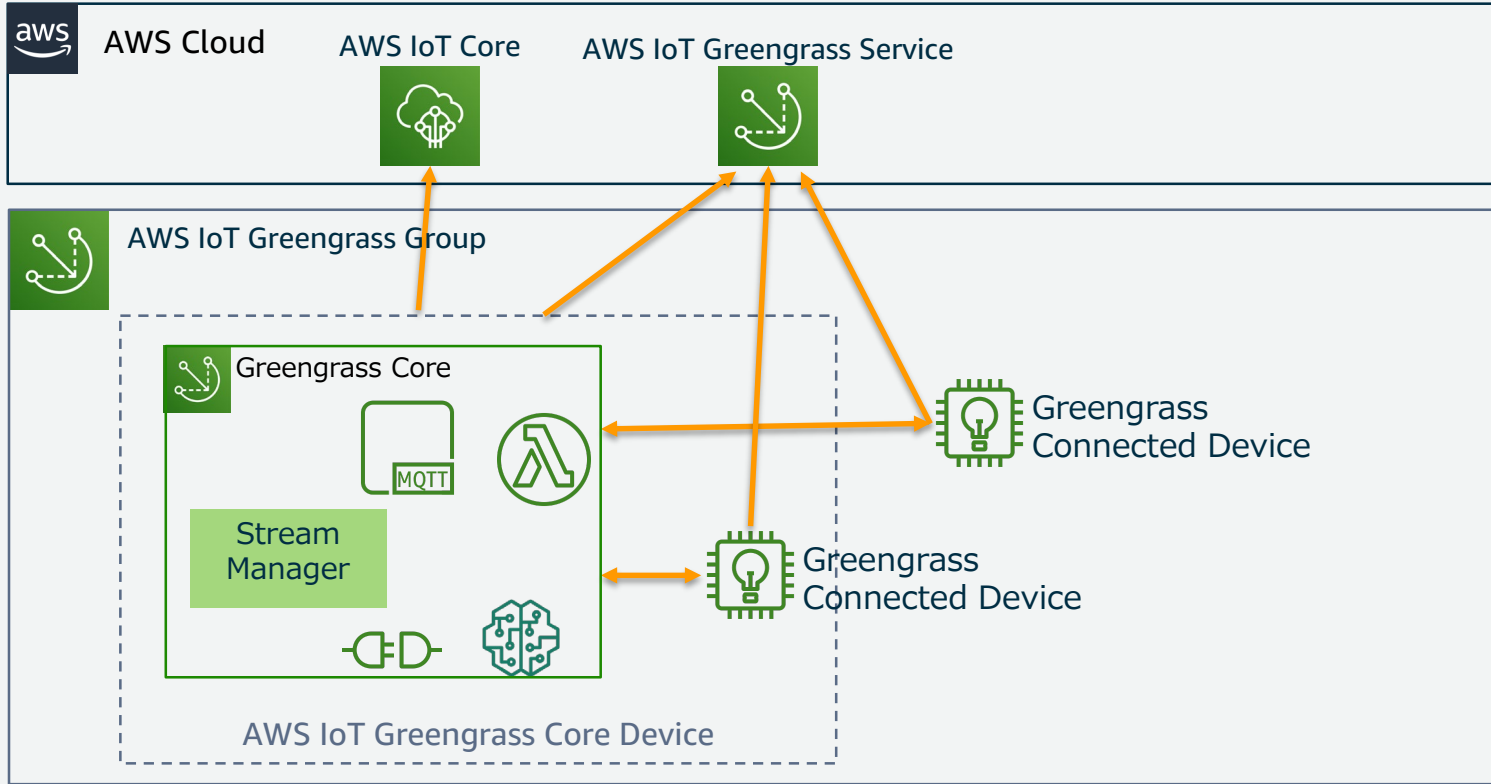 aws
AWS Cloud
AWS IoT Core
AWS IoT Greengrass Service
AWS IoT Greengrass Group
Greengrass Core
MQTT
Stream
Manager
Greengrass
Connected Device
Greengrass
Connected Device
AWS IoT Greengrass Core Device